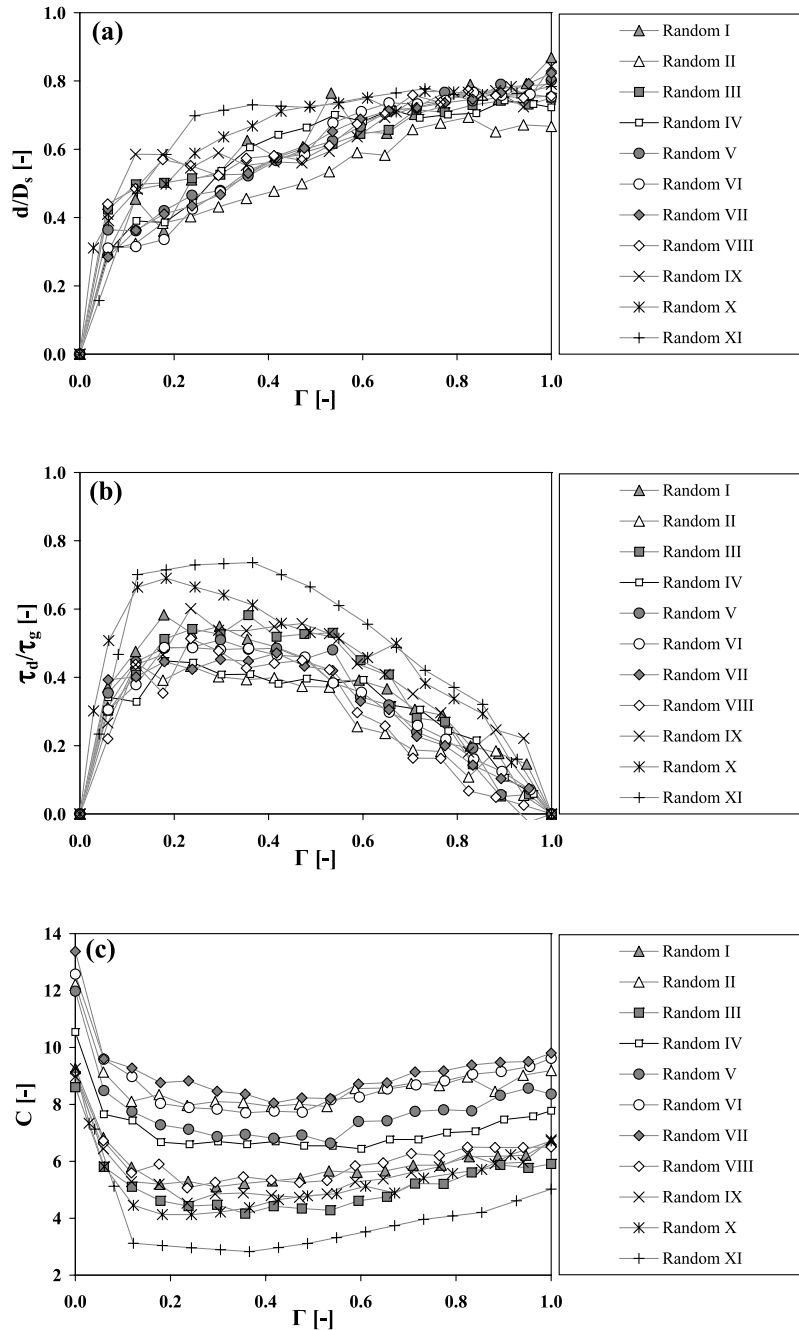 (a)
d/Dₛ [-]
1.0
0.8
0.6
0.4
0.2
0.0
0.0 0.2 0.4 0.6 0.8 1.0
Γ [-]
Random I
Random II
Random III
Random IV
Random V
Random VI
Random VII
Random VIII
Random IX
Random X
Random XI
(b)
τd/τg [-]
1.0
0.8
0.6
0.4
0.2
0.0
0.0 0.2 0.4 0.6 0.8 1.0
Γ [-]
Random I
Random II
Random III
Random IV
Random V
Random VI
Random VII
Random VIII
Random IX
Random X
Random XI
(c)
C [-]
14
12
10
8
6
4
2
0.0 0.2 0.4 0.6 0.8 1.0
Γ [-]
Random I
Random II
Random III
Random IV
Random V
Random VI
Random VII
Random VIII
Random IX
Random X
Random XI